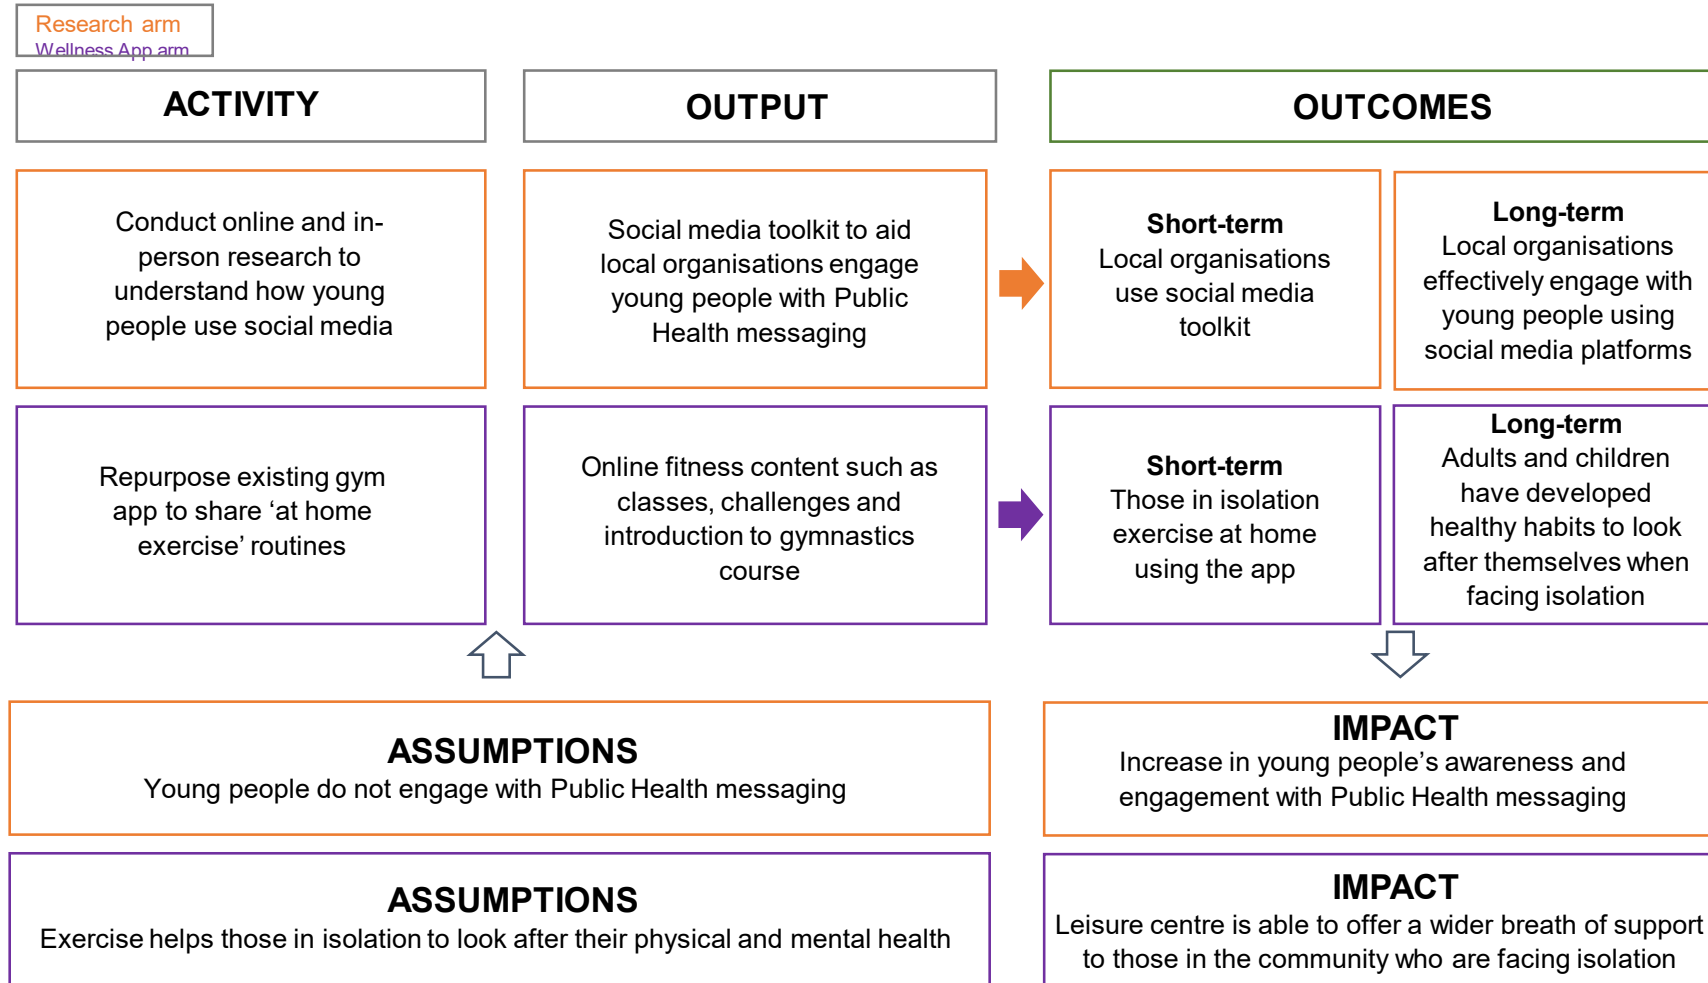 Research arm
Wellness App arm
ACTIVITY
OUTPUT
OUTCOMES
Conduct online and in-
person research to
understand how young
people use social media
Social media toolkit to aid
local organisations engage
young people with Public
Health messaging
Short-term
Local organisations
use social media
toolkit
Long-term
Local organisations
effectively engage with
young people using
social media platforms
Repurpose existing gym
app to share ‘at home
exercise’ routines
Online fitness content such as
classes, challenges and
introduction to gymnastics
course
Short-term
Those in isolation
exercise at home
using the app
Long-term
Adults and children
have developed
healthy habits to look
after themselves when
facing isolation
ASSUMPTIONS
Young people do not engage with Public Health messaging
IMPACT
Increase in young people’s awareness and
engagement with Public Health messaging
ASSUMPTIONS
Exercise helps those in isolation to look after their physical and mental health
IMPACT
Leisure centre is able to offer a wider breath of support
to those in the community who are facing isolation